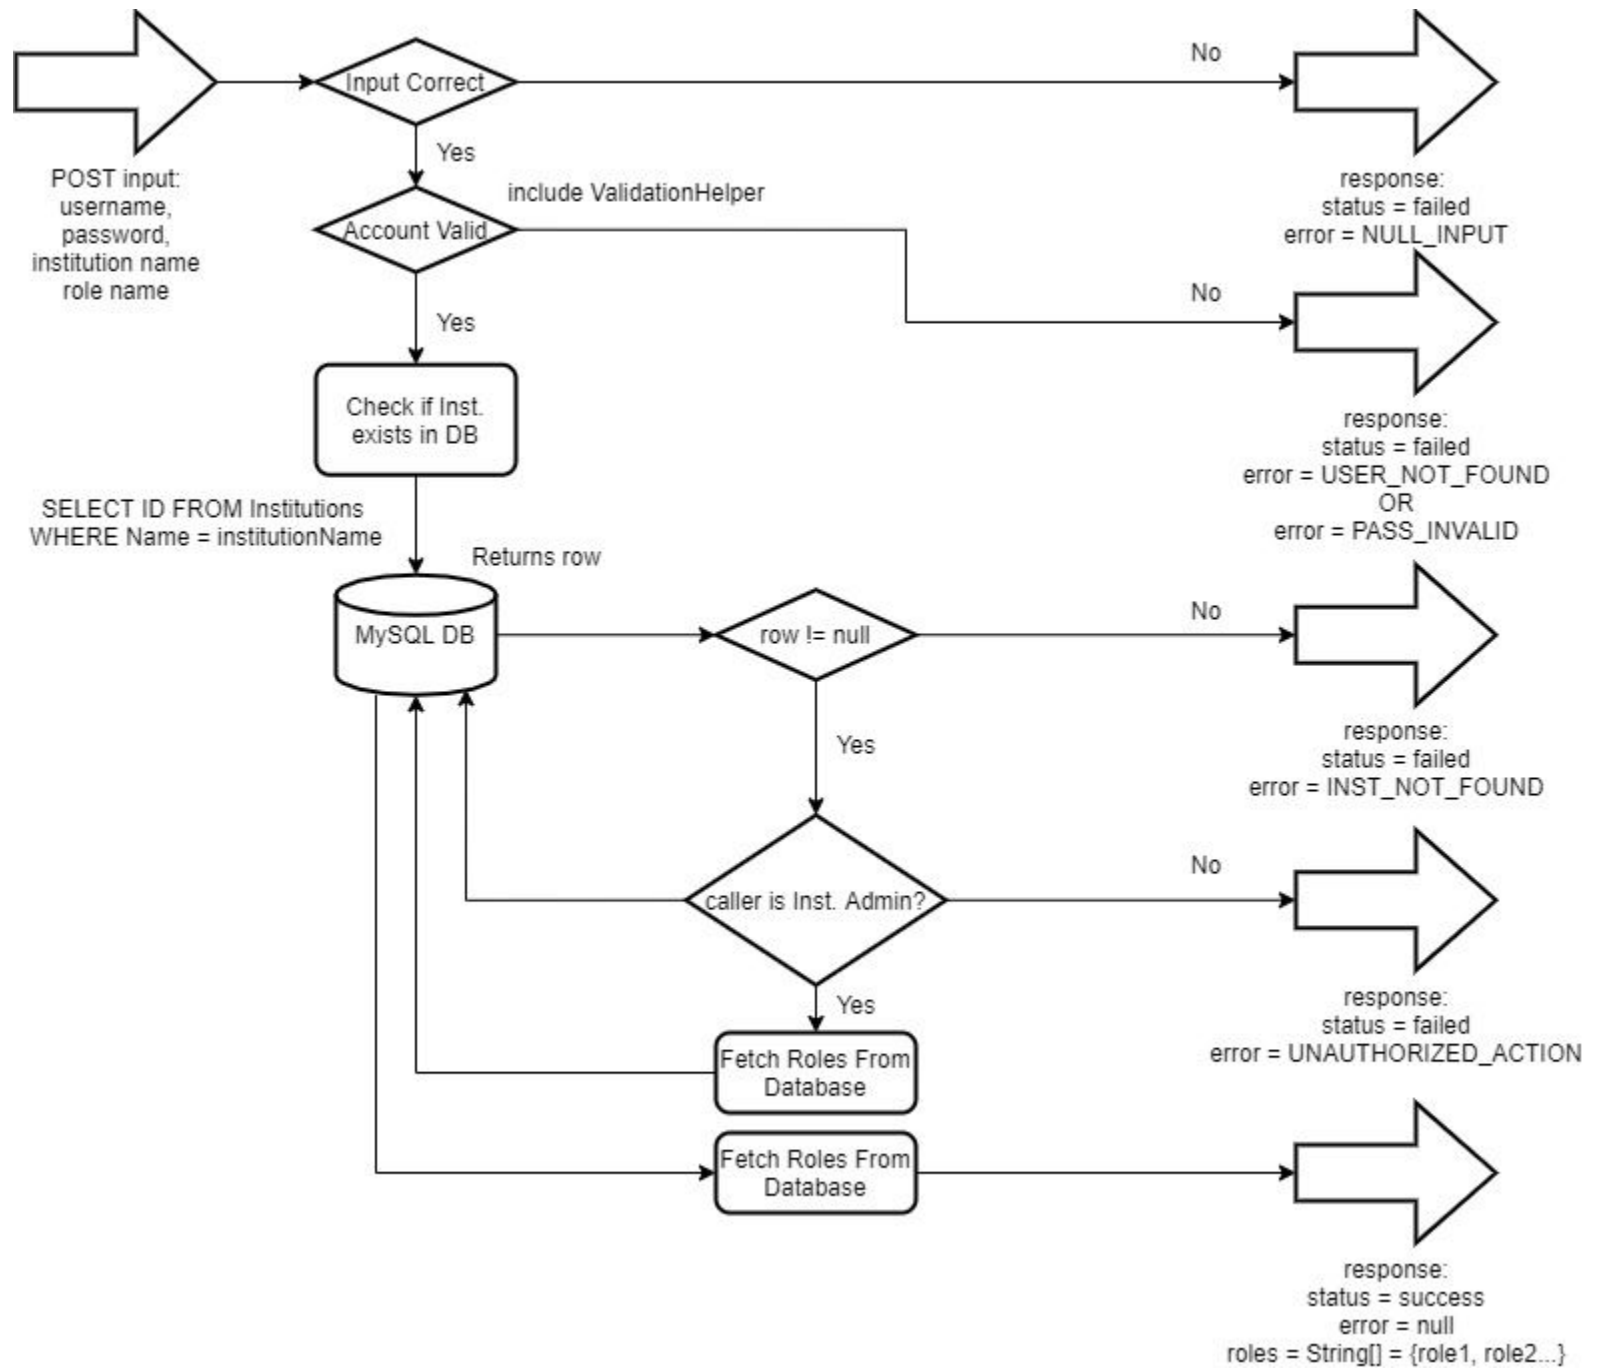 Input Correct
No
Yes
POST input:
username,
password,
institution name
role name
response:
status = failed
error = NULL_INPUT
include ValidationHelper
Account Valid
No
Yes
Check if Inst.
exists in DB
response:
status = failed
error = USER_NOT_FOUND
OR
error = PASS_INVALID
SELECT ID FROM Institutions
WHERE Name = institutionName
Returns row
MySQL DB
row != null
No
Yes
response:
status = failed
error = INST_NOT_FOUND
caller is Inst. Admin?
No
Yes
response:
status = failed
error = UNAUTHORIZED_ACTION
Fetch Roles From
Database
Fetch Roles From
Database
response:
status = success
error = null
roles = String[] = {role1, role2...}